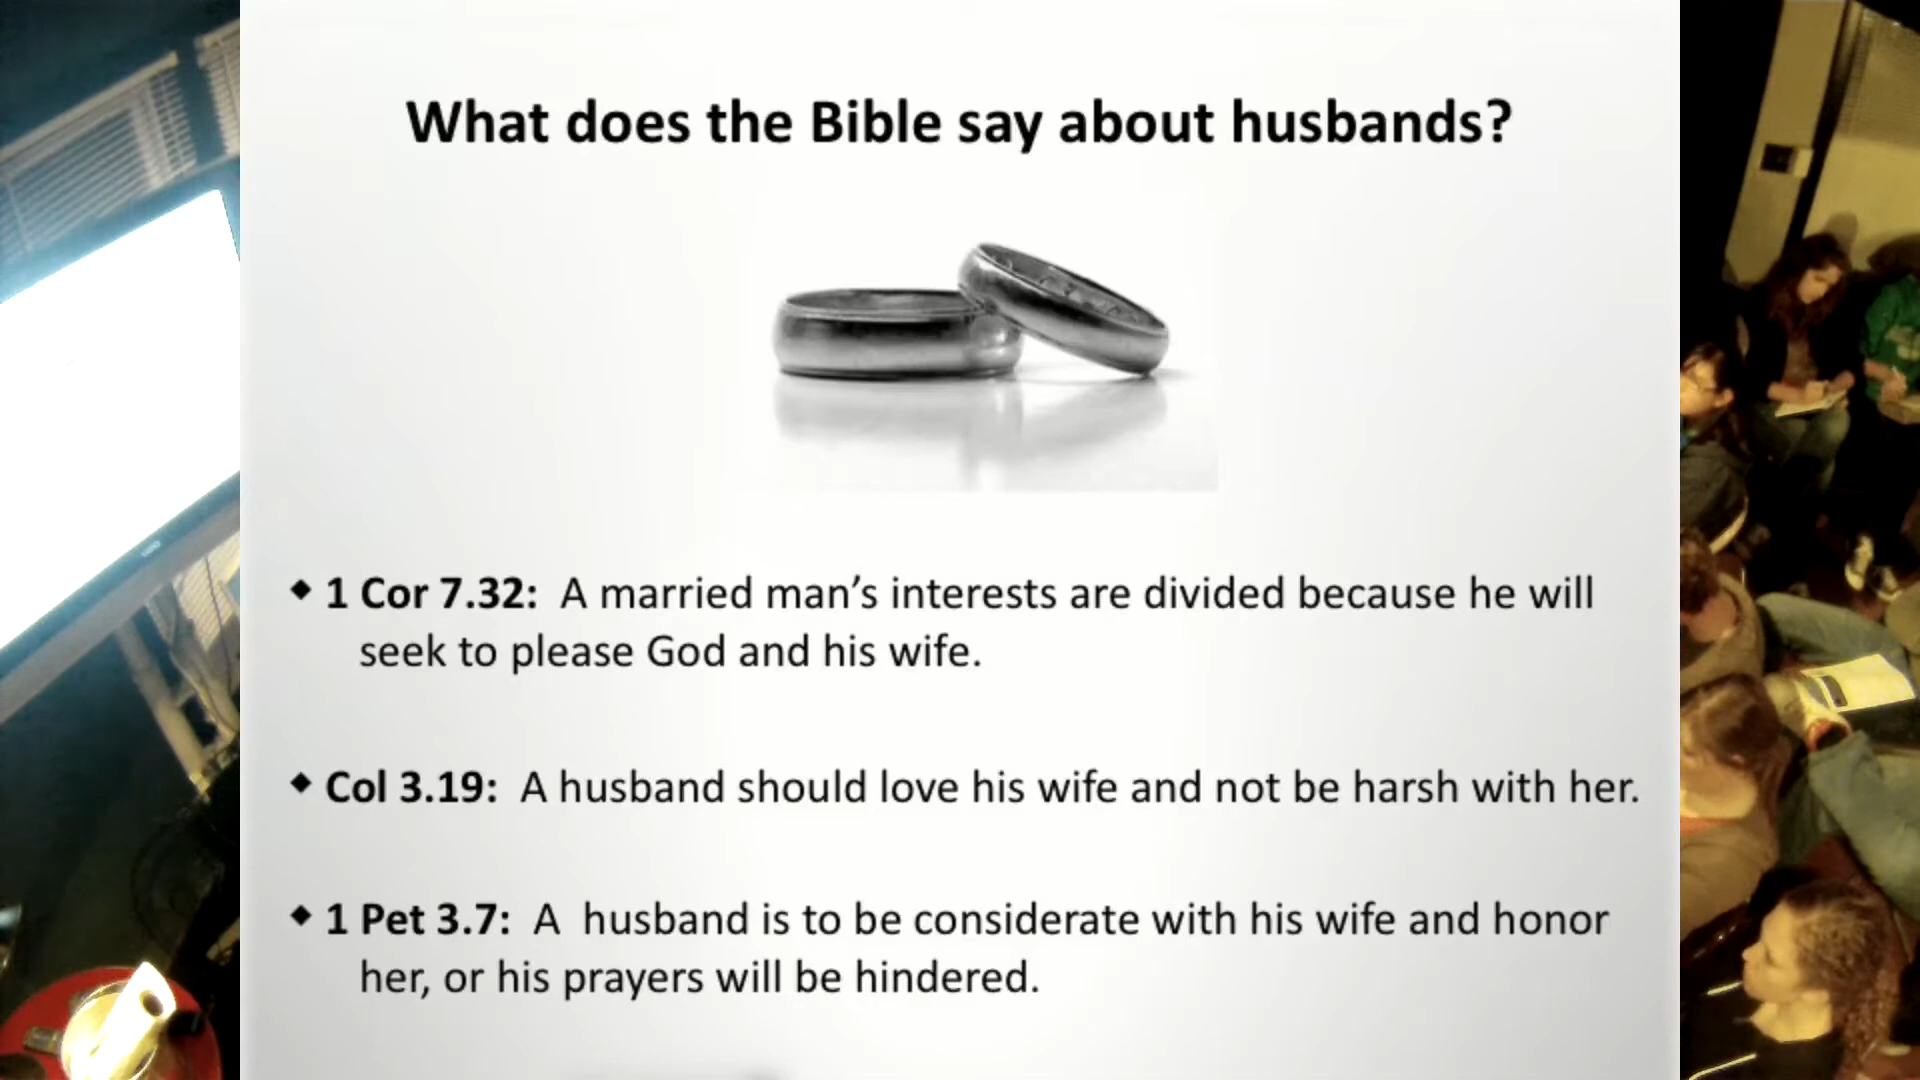 What does the Bible say about husbands?
◆ 1 Cor 7.32: A married man’s interests are divided because he will
seek to please God and his wife.
◆ Col 3.19: A husband should love his wife and not be harsh with her.
◆ 1 Pet 3.7: A husband is to be considerate with his wife and honor
her, or his prayers will be hindered.